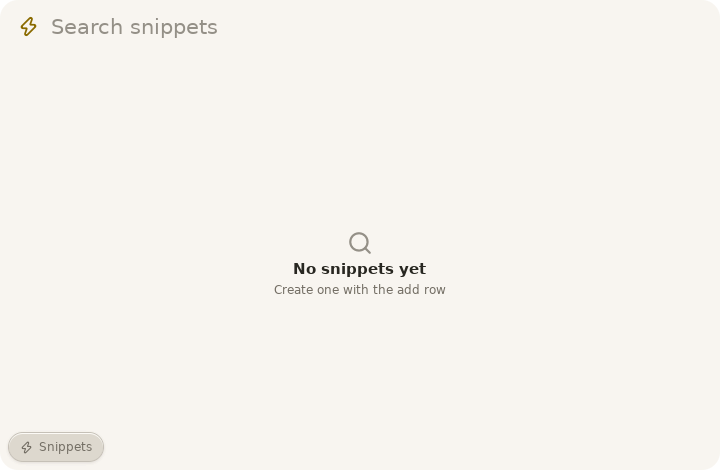 Search snippets
No snippets yet
Create one with the add row
Snippets